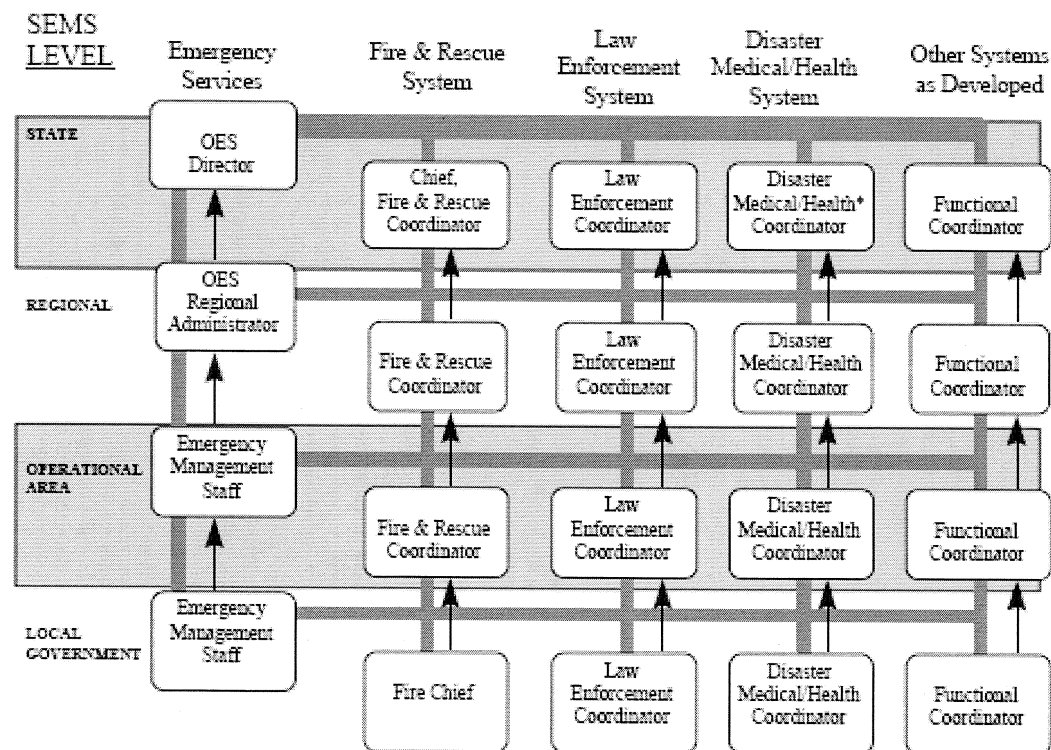 SEMS
LEVEL
Emergency
Services
Fire & Rescue
System
Law
Enforcement
System
Disaster
Medical/Health
System
Other Systems
as Developed
STATE
OES
Director
Chief,
Fire & Rescue
Coordinator
Law
Enforcement
Coordinator
Disaster
Medical/Health*
Coordinator
Functional
Coordinator
REGIONAL
OES
Regional
Administrator
Fire & Rescue
Coordinator
Law
Enforcement
Coordinator
Disaster
Medical/Health
Coordinator
Functional
Coordinator
OPERATIONAL
AREA
Emergency
Management
Staff
Fire & Rescue
Coordinator
Law
Enforcement
Coordinator
Disaster
Medical/Health
Coordinator
Functional
Coordinator
LOCAL
GOVERNMENT
Emergency
Management
Staff
Fire Chief
Law
Enforcement
Coordinator
Disaster
Medical/Health
Coordinator
Functional
Coordinator